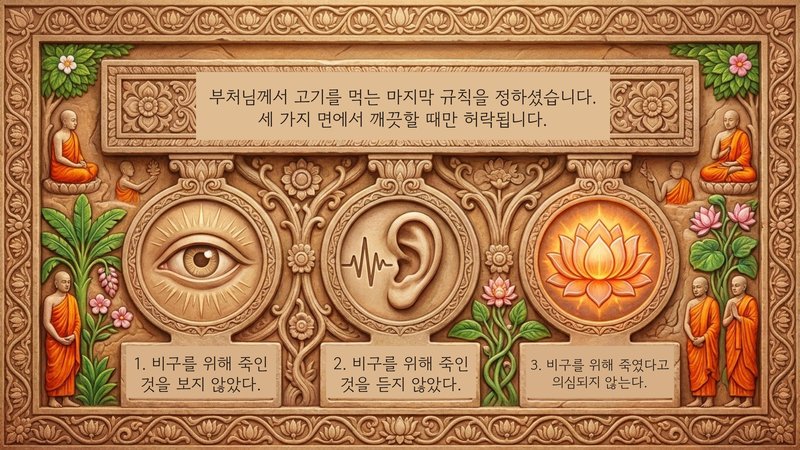 부처님께서 고기를 먹는 마지막 규칙을 정하셨습니다.
세 가지 면에서 깨끗할 때만 허락됩니다.
1. 비구를 위해 죽인
것을 보지 않았다.
2. 비구를 위해 죽인
것을 듣지 않았다.
3. 비구를 위해 죽였다고
의심되지 않는다.